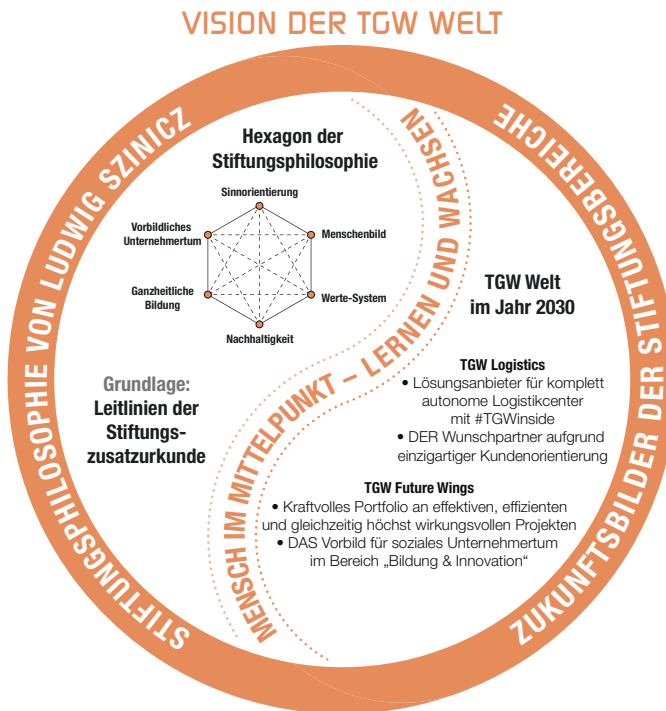 VISION DER TGW WELT
STIFTUNGSPHILOSOPHIE VON LUDWIG SZINICZ
Hexagon der
Stiftungsphilosophie
Sinnorientierung
Vorbildliches
Unternehmertum
Menschenbild
Ganzheitliche
Bildung
Werte-System
Nachhaltigkeit
Grundlage:
Leitlinien der
Stiftungs-
zusatzurkunde
MENSCH IM MITTELPUNKT – LERNEN UND WACHSEN
ZUKUNFTSBILDER DER STIFTUNGSBEREICHE
TGW Welt
im Jahr 2030
TGW Logistics
• Lösungsanbieter für komplett
autonome Logistikcenter
mit #TGWinside
• DER Wunschpartner aufgrund
einzigartiger Kundenorientierung
TGW Future Wings
• Kraftvolles Portfolio an effektiven, effizienten
und gleichzeitig höchst wirkungsvollen Projekten
• DAS Vorbild für soziales Unternehmertum
im Bereich „Bildung & Innovation“